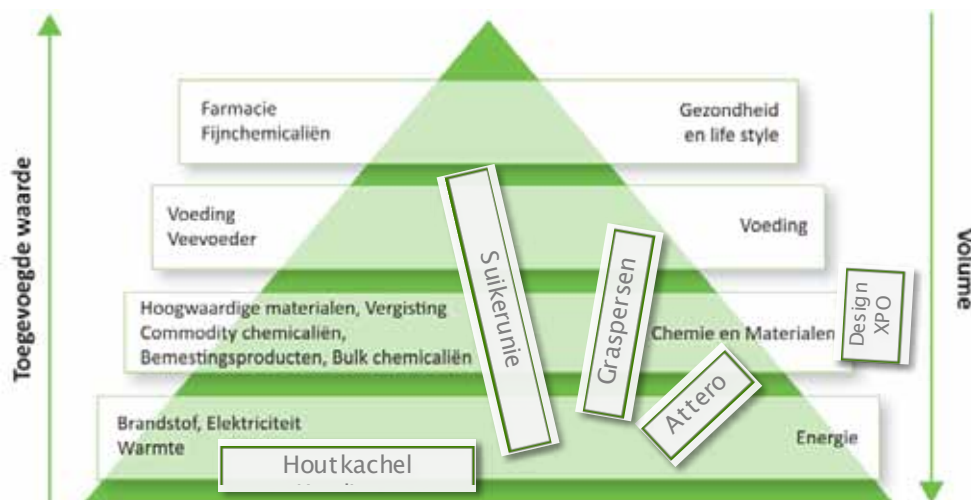 Farmacie
Fijnchemicaliën
Gezondheid
en life style
Voeding
Veevoeder
Voeding
Hoogwaardige materialen, Vergisting
Commodity chemicaliën,
Bemestingsproducten, Bulk chemicaliën
Chemie en Materialen
Brandstof, Elektriciteit
Warmte
Energie
Toegevoegde waarde
Volume
Suikerunie
Graspersen
Attero
Design
XPO
Houtkachel